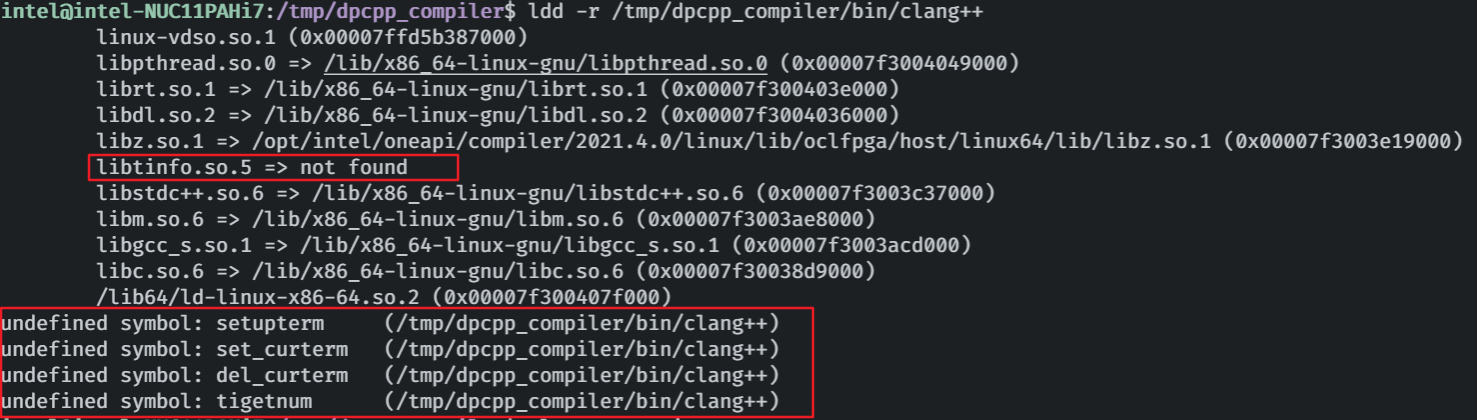 intel@intel-NUC11PAHi7:/tmp/dpcpp_compiler$ ldd -r /tmp/dpcpp_compiler/bin/clang++
linux-vdso.so.1 (0x00007ffd5b387000)
libpthread.so.0 => /lib/x86_64-linux-gnu/libpthread.so.0 (0x00007f3004049000)
librt.so.1 => /lib/x86_64-linux-gnu/librt.so.1 (0x00007f300403e000)
libdl.so.2 => /lib/x86_64-linux-gnu/libdl.so.2 (0x00007f3004036000)
libz.so.1 => /opt/intel/oneapi/compiler/2021.4.0/linux/lib/oclfpga/host/linux64/lib/libz.so.1 (0x00007f3003e19000)
libtinfo.so.5 => not found
libstdc++.so.6 => /lib/x86_64-linux-gnu/libstdc++.so.6 (0x00007f3003c37000)
libm.so.6 => /lib/x86_64-linux-gnu/libm.so.6 (0x00007f3003ae8000)
libgcc_s.so.1 => /lib/x86_64-linux-gnu/libgcc_s.so.1 (0x00007f3003acd000)
libc.so.6 => /lib/x86_64-linux-gnu/libc.so.6 (0x00007f30038d9000)
/lib64/ld-linux-x86-64.so.2 (0x00007f300407f000)
undefined symbol: setupterm (/tmp/dpcpp_compiler/bin/clang++)
undefined symbol: set_curterm (/tmp/dpcpp_compiler/bin/clang++)
undefined symbol: del_curterm (/tmp/dpcpp_compiler/bin/clang++)
undefined symbol: tigetnum (/tmp/dpcpp_compiler/bin/clang++)